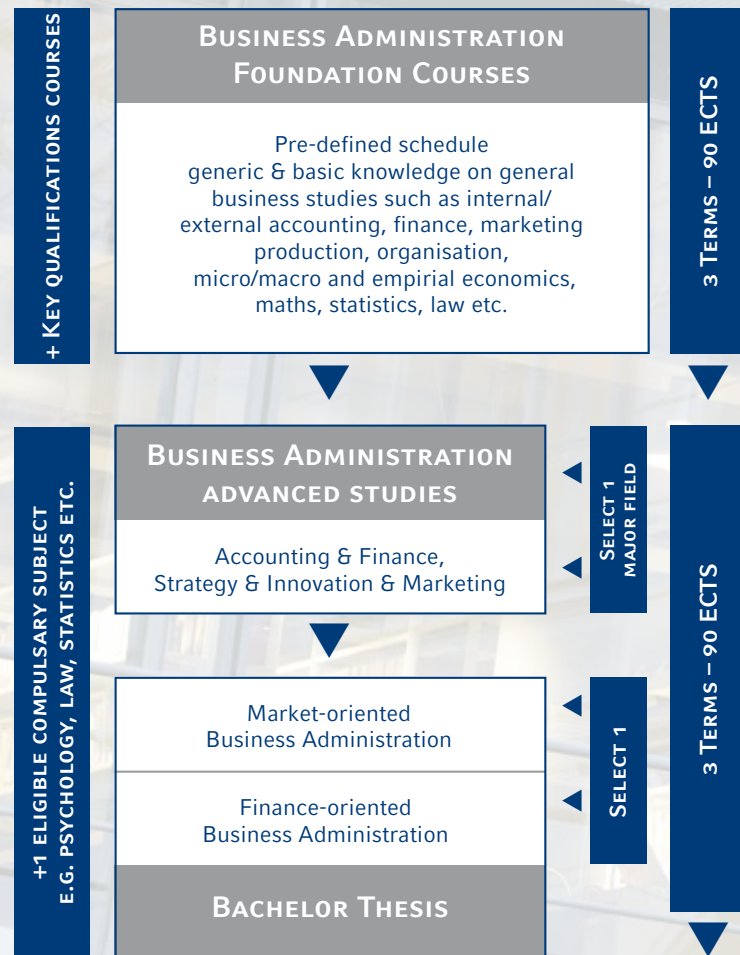 + Key qualifications courses
Business Administration
Foundation Courses
Pre-defined schedule
generic & basic knowledge on general
business studies such as internal/
external accounting, finance, marketing
production, organisation,
micro/macro and empirial economics,
maths, statistics, law etc.
3 Terms – 90 ECTS
+1 eligible compulsary subject
e.g. psychology, law, statistics etc.
Business Administration
advanced studies
Accounting & Finance,
Strategy & Innovation & Marketing
Select 1
major field
Market-oriented
Business Administration
Finance-oriented
Business Administration
Select 1
Bachelor Thesis
3 Terms – 90 ECTS